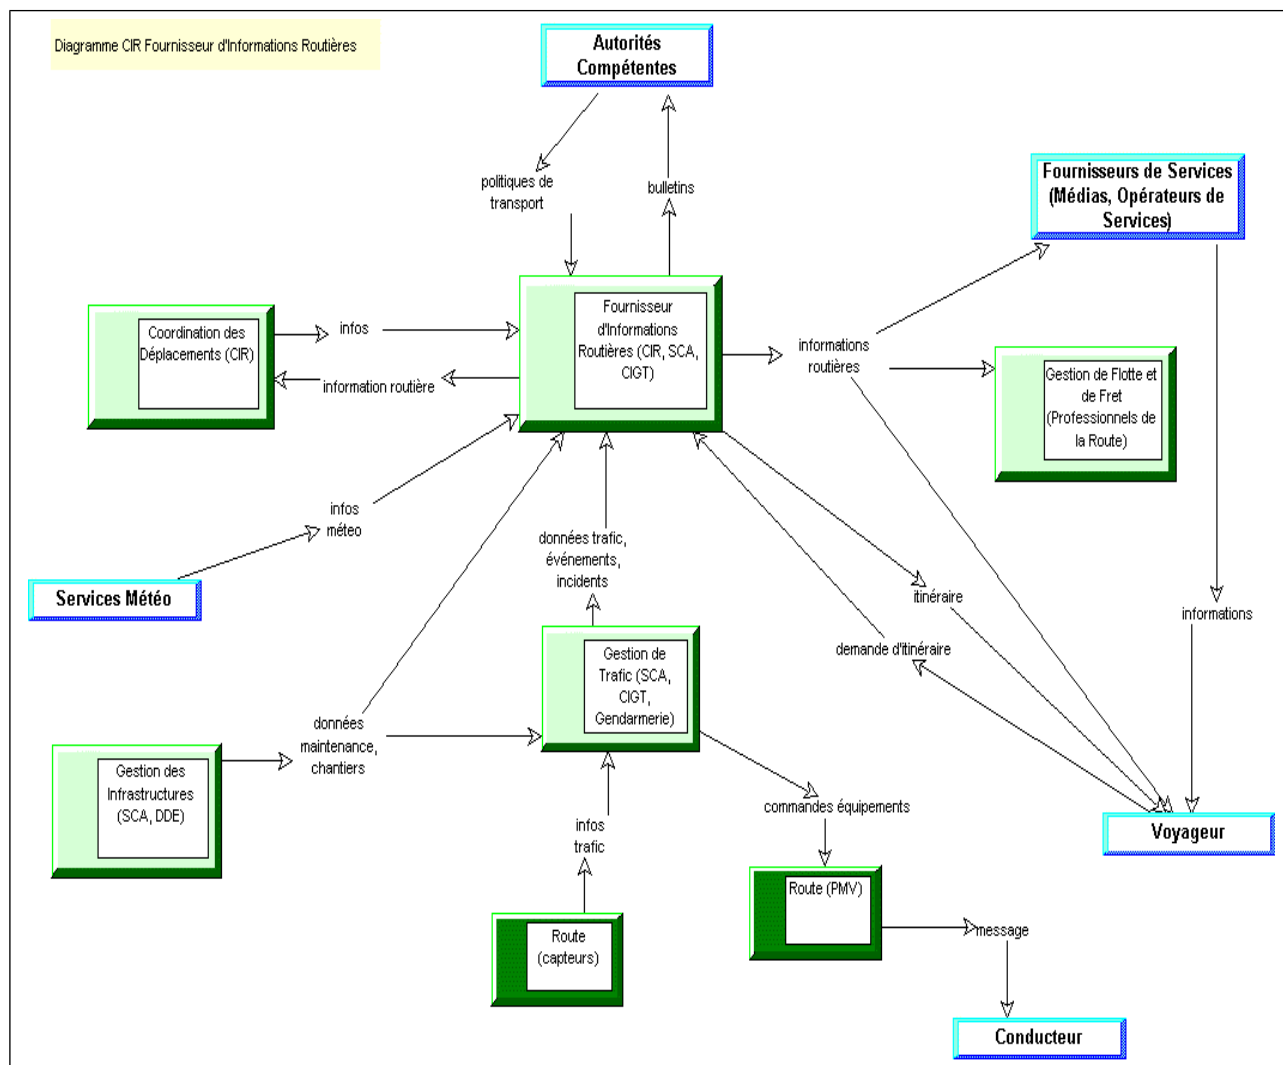 Diagramme CIR Fournisseur d'Informations Routières
Autorités
Compétentes
politiques de
transport
bulletins
Fournisseurs de Services
(Médias, Opérateurs de
Services)
Coordination des
Déplacements (CIR)
infos
information routière
Fournisseur
d'Informations
Routières (CIR, SCA,
CIGT)
informations
routières
Gestion de Flotte et
de Fret
(Professionnels de
la Route)
infos
méteo
Services Météo
données trafic,
événements,
incidents
itinéraire
demande d'itinéraire
informations
Gestion de
Trafic (SCA,
CIGT,
Gendarmerie)
données
maintenance,
chantiers
Gestion des
Infrastructures
(SCA, DDE)
commandes équipements
infos
trafic
Voyageur
Route (PMV)
Route
(capteurs)
message
Conducteur